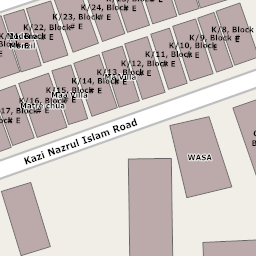 K/24, Block# E
K/23, Block# E
K/22, Block# E
K/8, Block# E
K/9, Block# E
K/10, Block# E
K/11, Block# E
K/12, Block# E
K/13, Block# E
K/14, Block# E
K/15, Block# E
K/16, Block# E
17, Block# E
Kazi Nazrul Islam Road
WASA